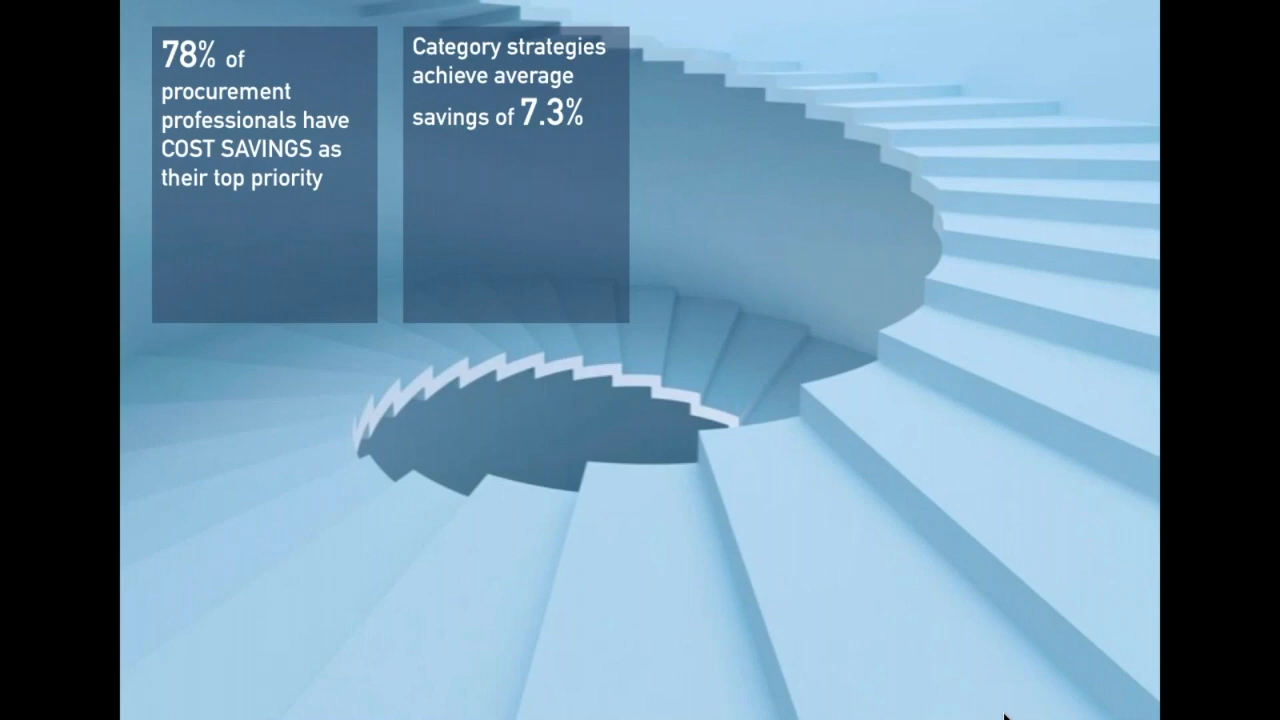 78% of
procurement
professionals have
COST SAVINGS as
their top priority
Category strategies
achieve average
savings of 7.3%